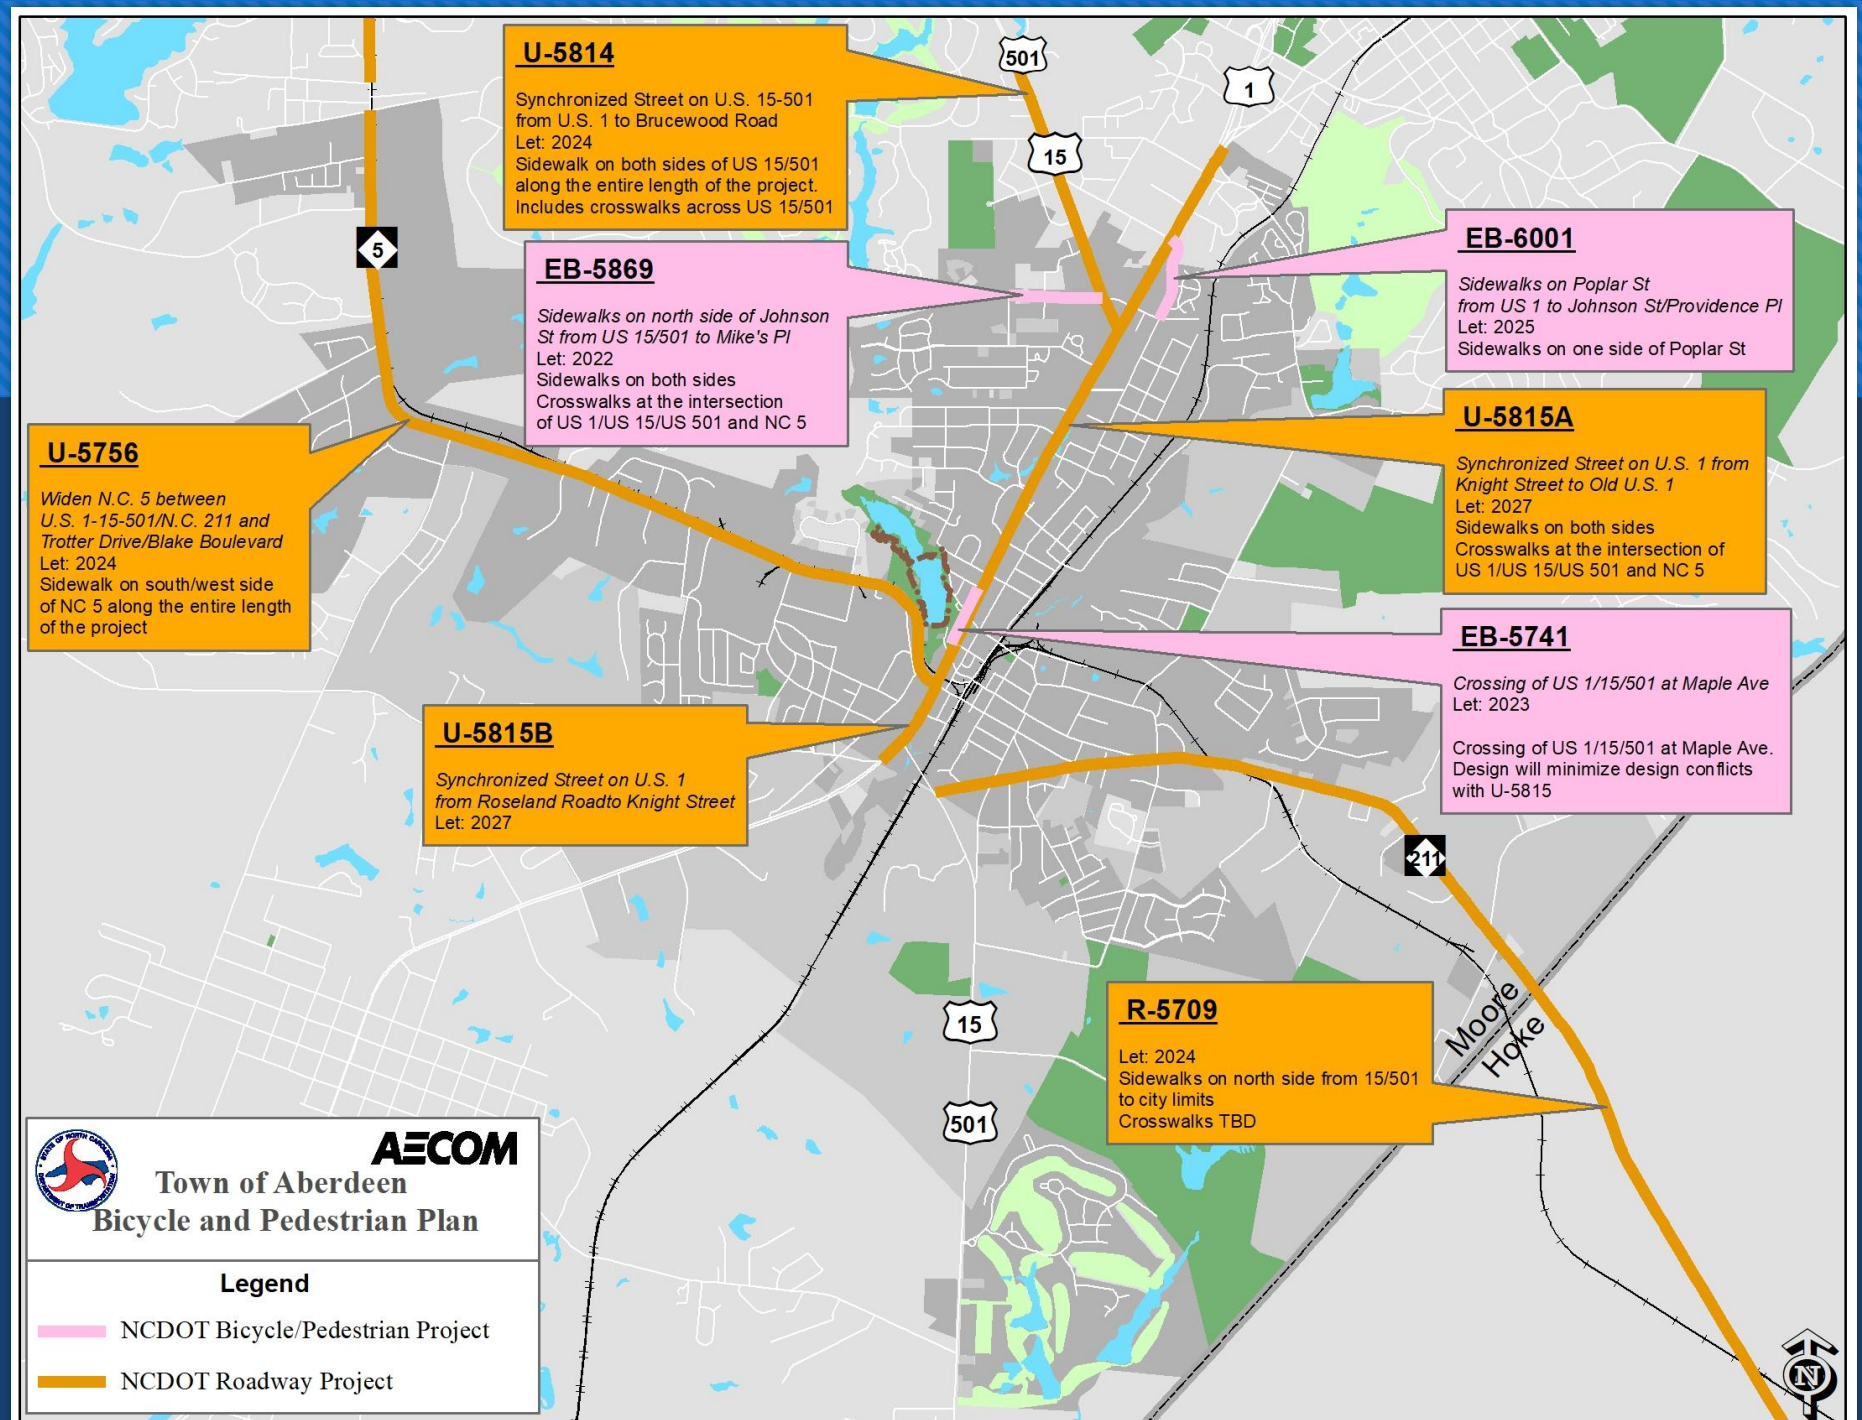 U-5814
Synchronized Street on U.S. 15-501
from U.S. 1 to Brucewood Road
Let: 2024
Sidewalk on both sides of US 15/501
along the entire length of the project.
Includes crosswalks across US 15/501
501
1
15
5
EB-5869
Sidewalks on north side of Johnson
St from US 15/501 to Mike's Pl
Let: 2022
Sidewalks on both sides
Crosswalks at the intersection
of US 1/US 15/US 501 and NC 5
EB-6001
Sidewalks on Poplar St
from US 1 to Johnson St/Providence Pl
Let: 2025
Sidewalks on one side of Poplar St
U-5756
Widen N.C. 5 between
U.S. 1-15-501/N.C. 211 and
Trotter Drive/Blake Boulevard
Let: 2024
Sidewalk on south/west side
of NC 5 along the entire length
of the project
U-5815A
Synchronized Street on U.S. 1 from
Knight Street to Old U.S. 1
Let: 2027
Sidewalks on both sides
Crosswalks at the intersection of
US 1/US 15/US 501 and NC 5
EB-5741
Crossing of US 1/15/501 at Maple Ave
Let: 2023
Crossing of US 1/15/501 at Maple Ave.
Design will minimize design conflicts
with U-5815
U-5815B
Synchronized Street on U.S. 1
from Roseland Roadto Knight Street
Let: 2027
211
R-5709
Let: 2024
Sidewalks on north side from 15/501
to city limits
Crosswalks TBD
Moore
Hoke
15
501
STATE OF NORTH CAROLINA
DEPARTMENT OF TRANSPORTATION
AECOM
Town of Aberdeen
Bicycle and Pedestrian Plan
Legend
NCDOT Bicycle/Pedestrian Project
NCDOT Roadway Project
N